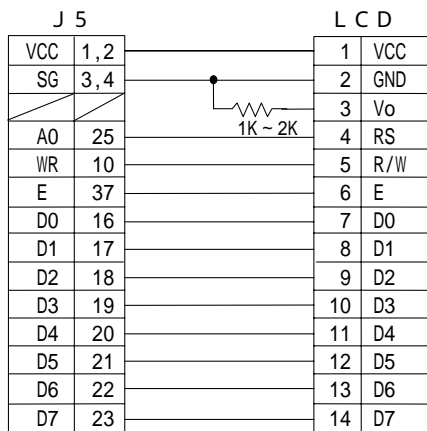 J 5 L C D
VCC 1,2 1 VCC
SG 3,4 2 GND
3 Vo
1K ~ 2K
A0 25 4 RS
WR 10 5 R/W
E 37 6 E
D0 16 7 D0
D1 17 8 D1
D2 18 9 D2
D3 19 10 D3
D4 20 11 D4
D5 21 12 D5
D6 22 13 D6
D7 23 14 D7